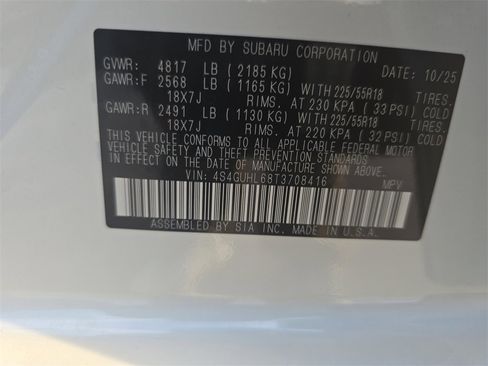 MFD BY SUBARU CORPORATION
GVWR: 4817 LB ( 2185 KG) DATE: 10/25
GAWR:F 2568 LB ( 1165 KG) WITH 225/55R18 TIRES.
18X7J RIMS. AT 230 KPA ( 33 PSI) COLD.
GAWR:R 2491 LB ( 1130 KG) WITH 225/55R18 TIRES.
18X7J RIMS. AT 220 KPA ( 32 PSI) COLD.
THIS VEHICLE CONFORMS TO ALL APPLICABLE FEDERAL MOTOR
VEHICLE SAFETY AND THEFT PREVENTION STANDARDS IN
EFFECT ON THE DATE OF MANUFACTURE SHOWN ABOVE.
VIN: 4S4GUHL68T3708416 MPV
ASSEMBLED BY SIA INC. MADE IN U.S.A.